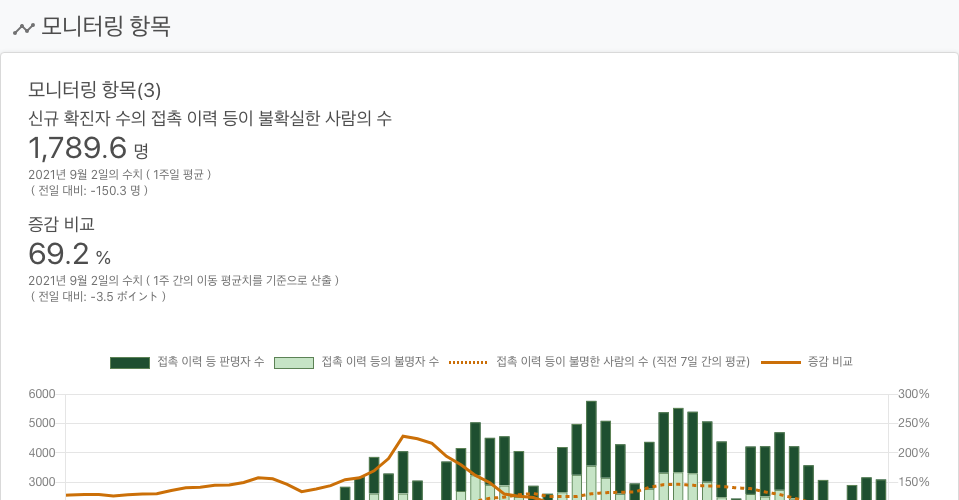 모니터링 항목
모니터링 항목(3)
신규 확진자 수의 접촉 이력 등이 불확실한 사람의 수
1,789.6 명
2021년 9월 2일의 수치 ( 1주일 평균 )
( 전일 대비: -150.3 명 )
증감 비교
69.2 %
2021년 9월 2일의 수치 ( 1주 간의 이동 평균치를 기준으로 산출 )
( 전일 대비: -3.5 ポイント )
접촉 이력 등 판명자 수 접촉 이력 등의 불명자 수 접촉 이력 등이 불명한 사람의 수 (직전 7일 간의 평균) 증감 비교
6000 300%
5000 250%
4000 200%
3000 150%